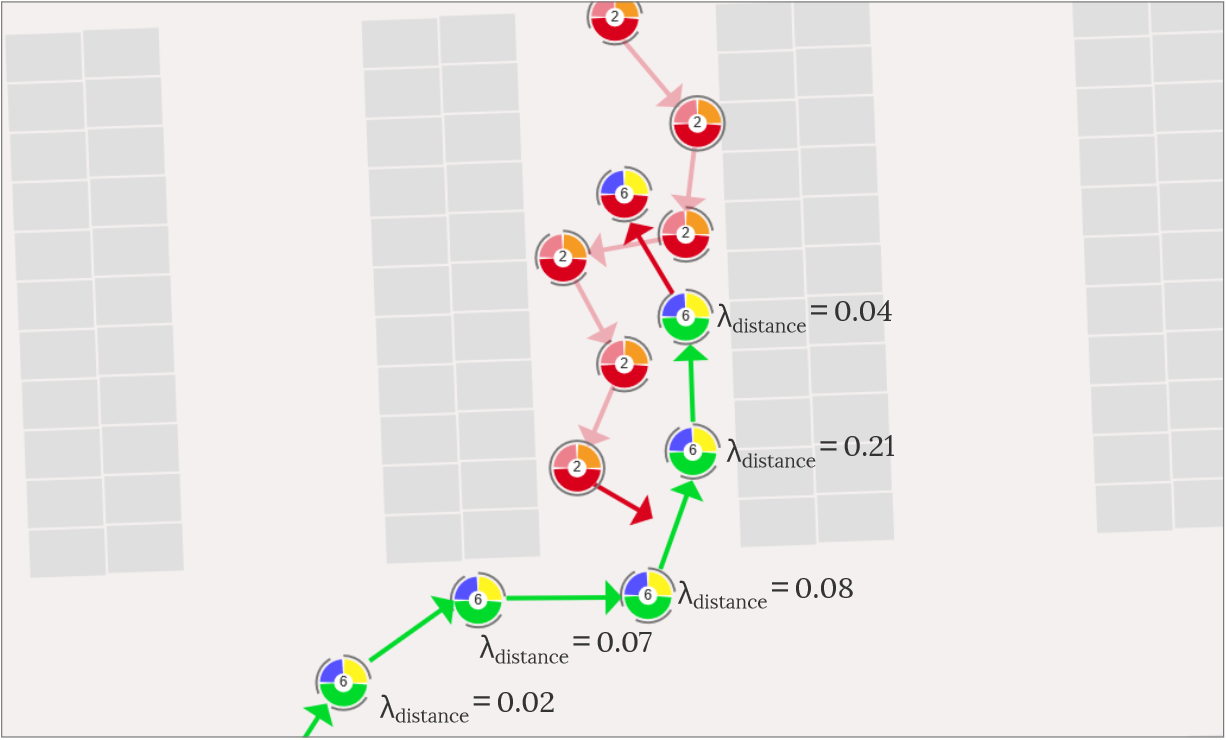 2
2
6
2
2
6
λdistance = 0.04
2
6
λdistance = 0.21
2
6
6
λdistance = 0.08
λdistance = 0.07
6
λdistance = 0.02